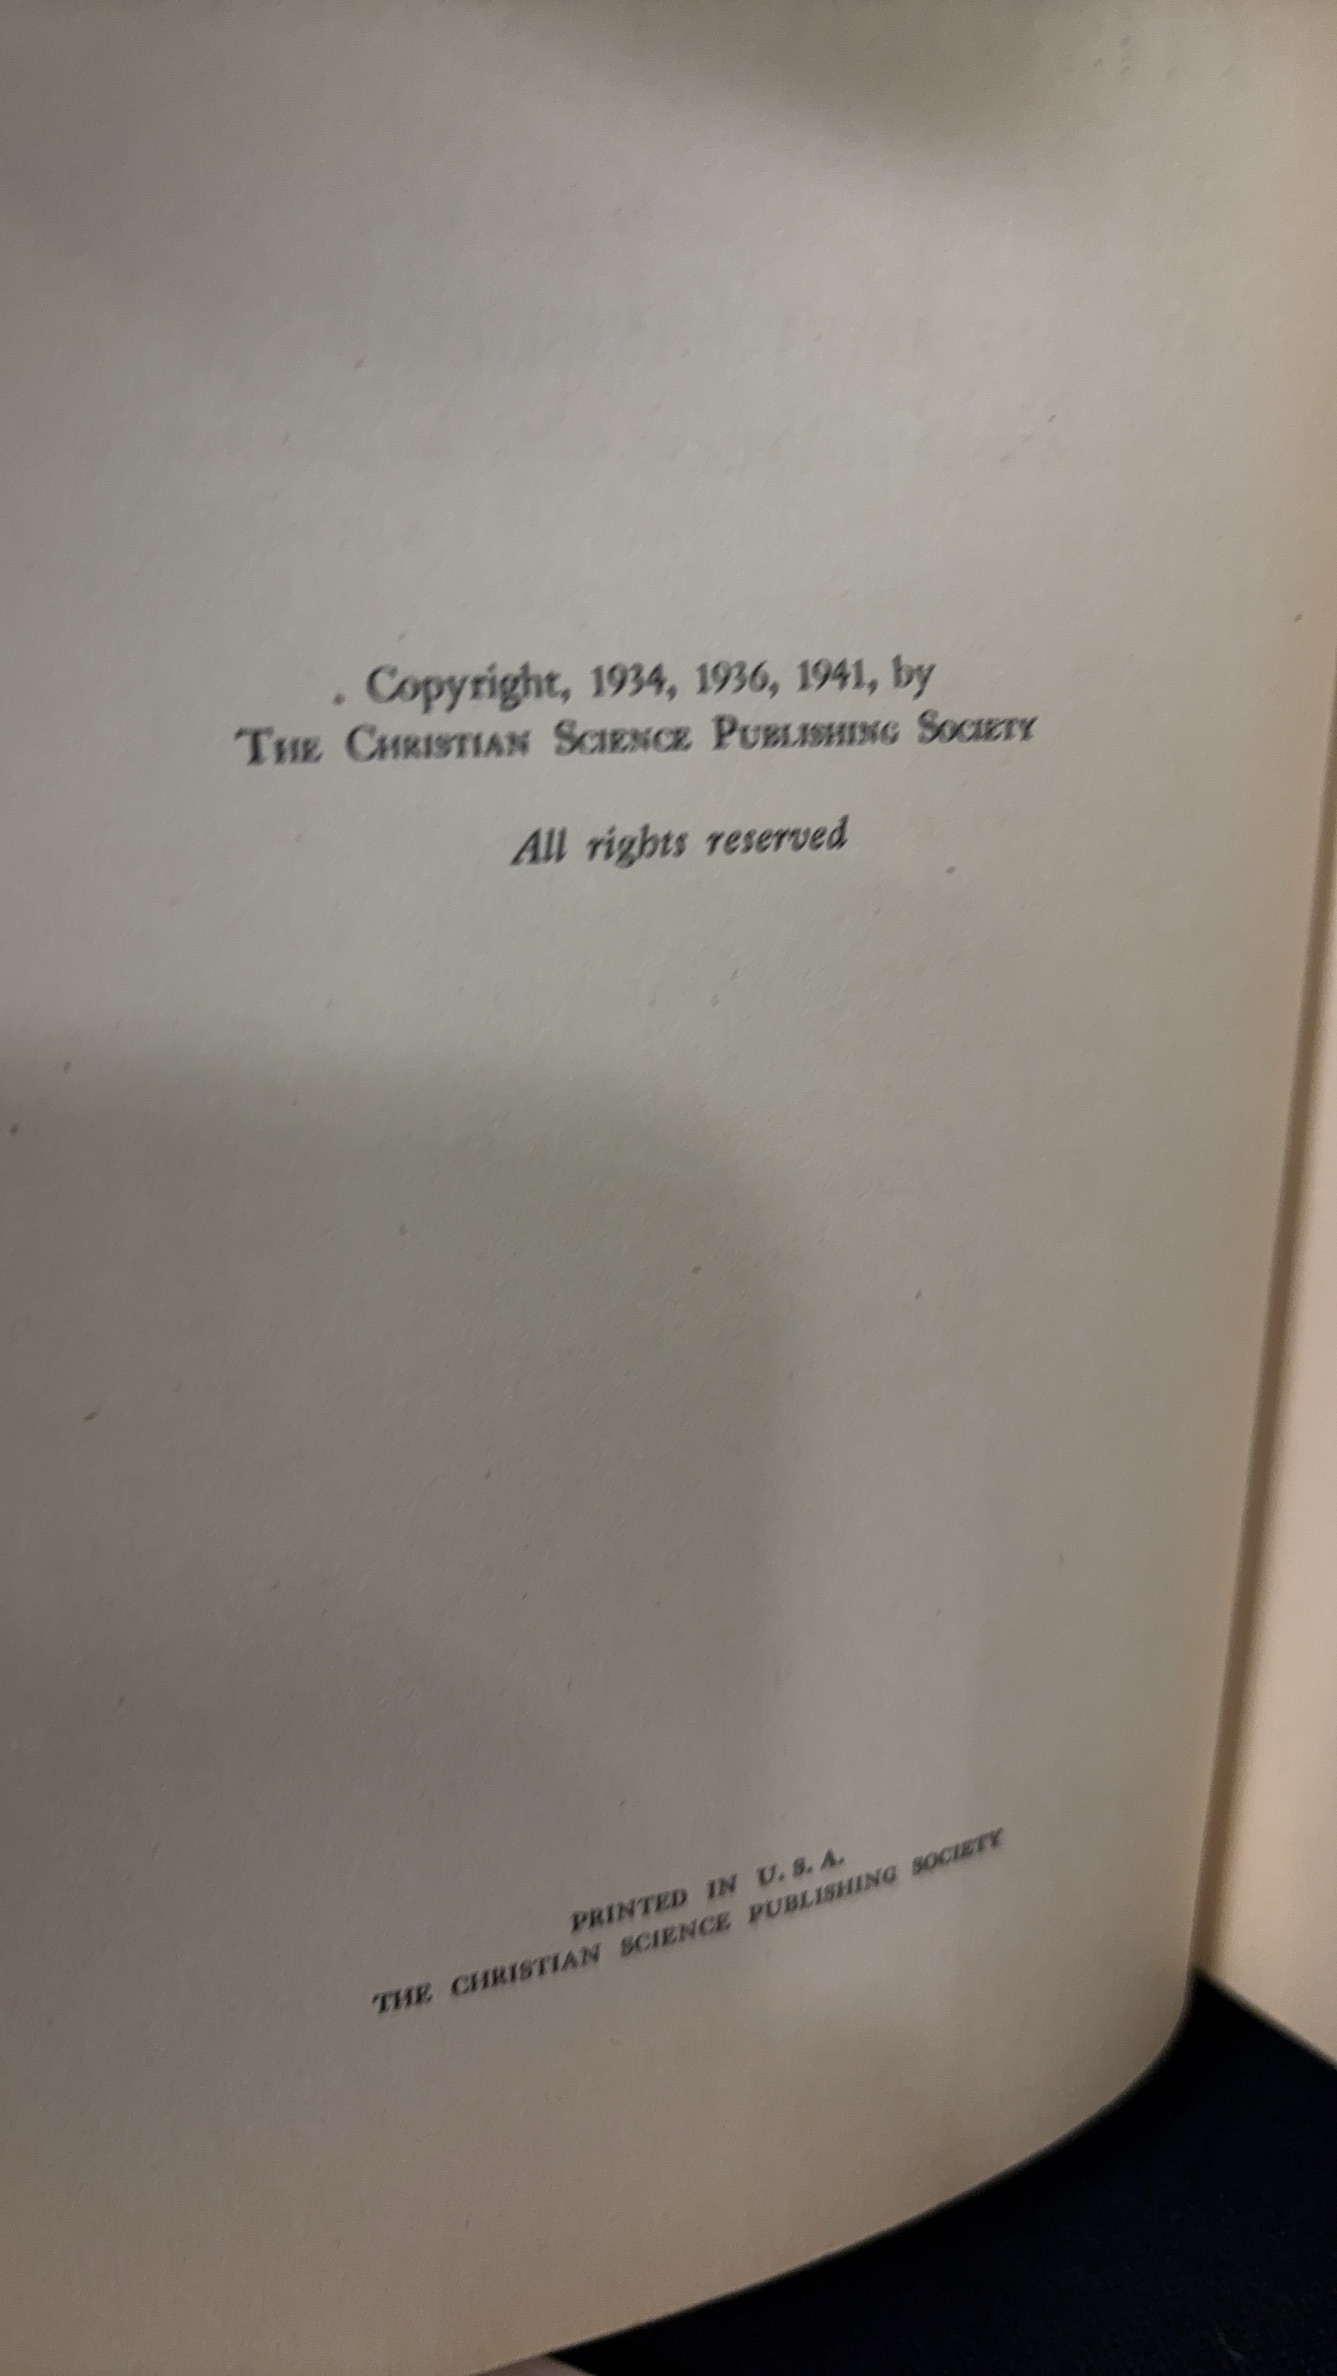 Copyright, 1934, 1936, 1941, by
THE CHRISTIAN SCIENCE PUBLISHING SOCIETY
All rights reserved
PRINTED IN U. S. A.
THE CHRISTIAN SCIENCE PUBLISHING SOCIETY